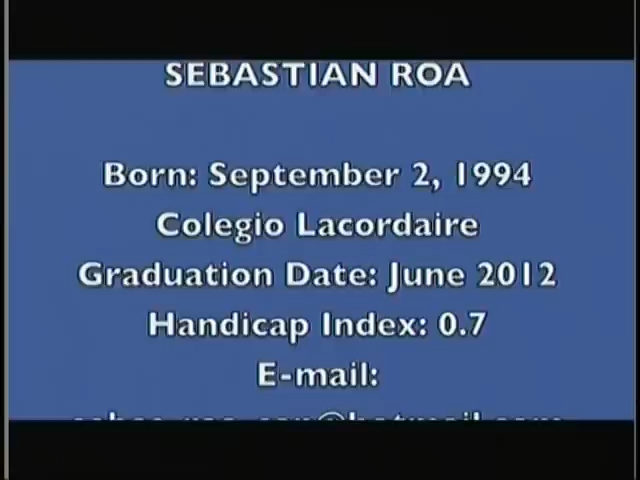 SEBASTIAN ROA
Born: September 2, 1994
Colegio Lacordaire
Graduation Date: June 2012
Handicap Index: 0.7
E-mail: